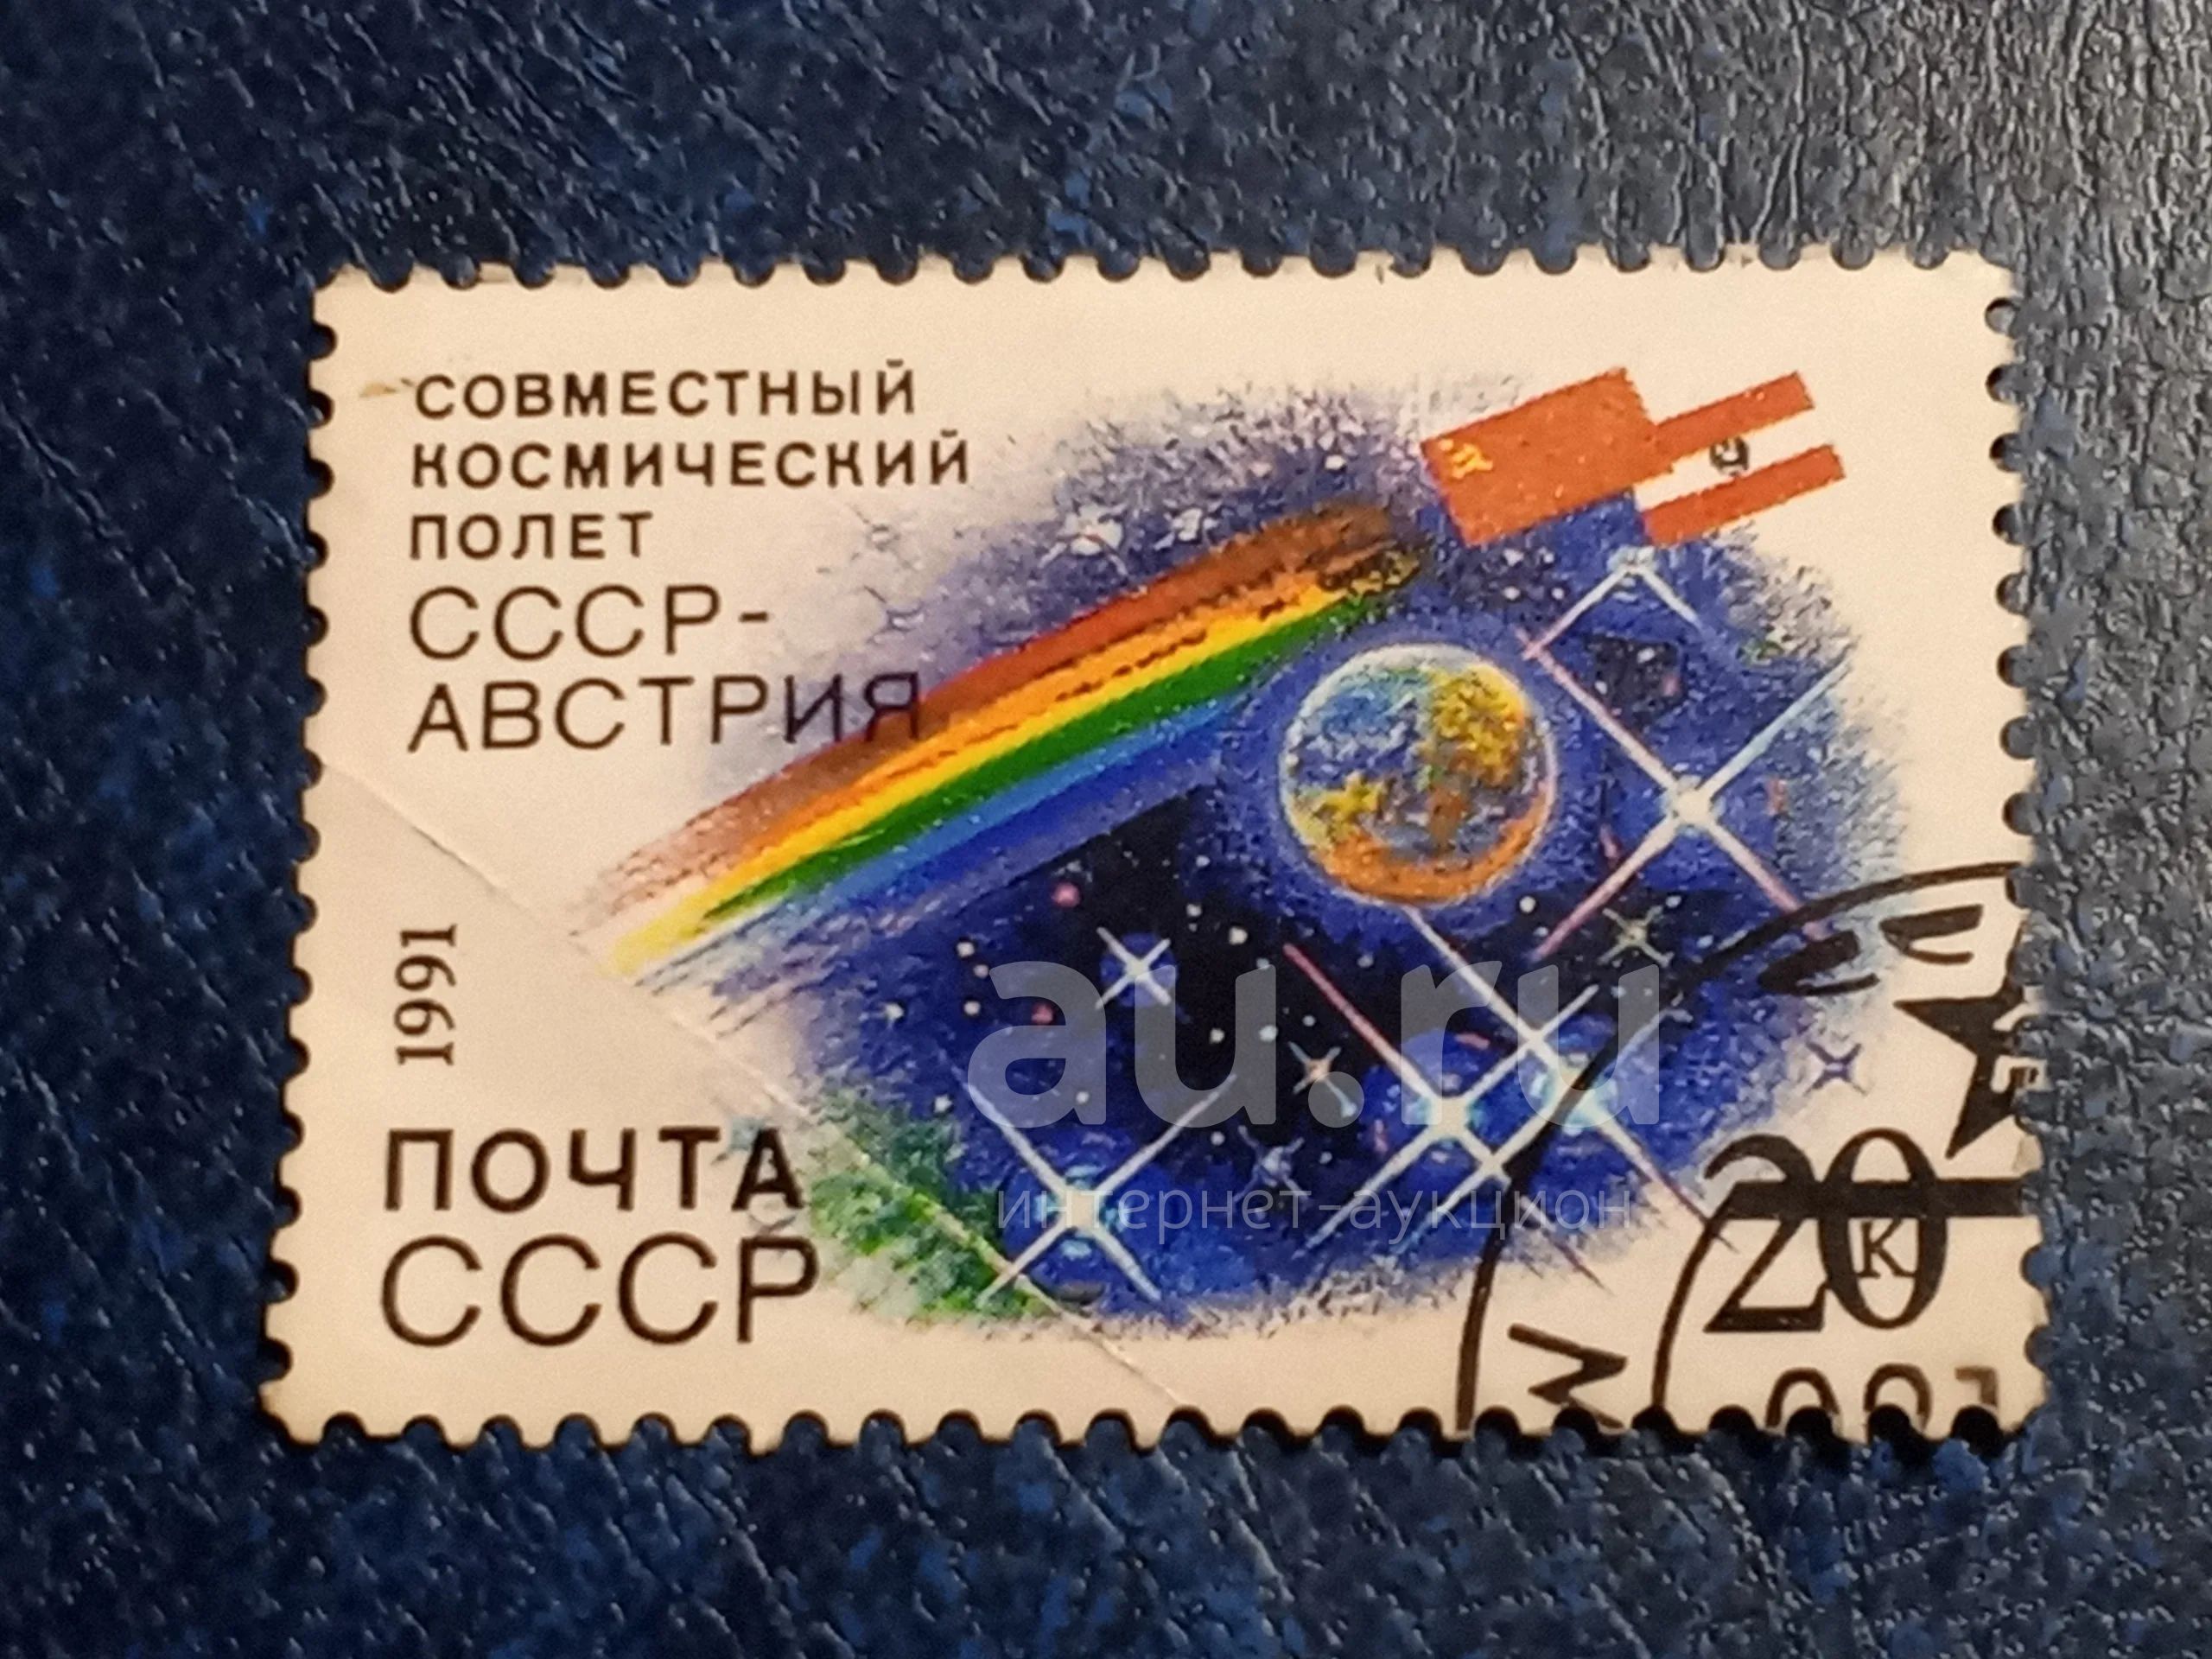 СОВМЕСТНЫЙ
КОСМИЧЕСКИЙ
ПОЛЕТ
СССР-
АВСТРИЯ
1991
ПОЧТА
СССР
20
К
au.ru
интернет-аукцион